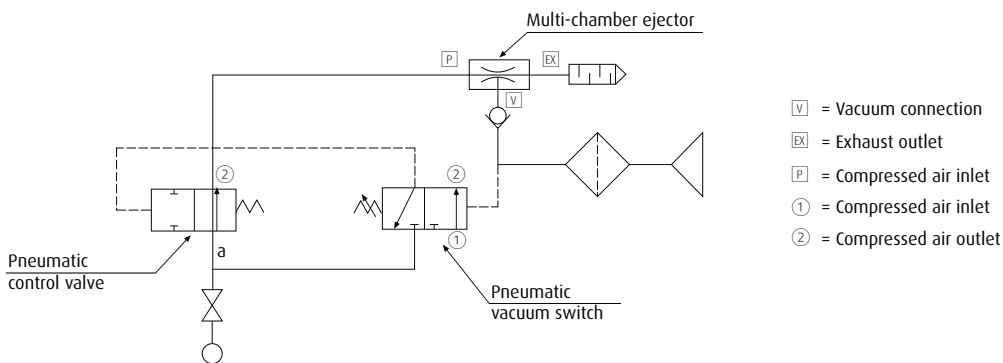 Multi-chamber ejector
P
EX
V
2
2
1
a
Pneumatic
control valve
Pneumatic
vacuum switch
V = Vacuum connection
EX = Exhaust outlet
P = Compressed air inlet
1 = Compressed air inlet
2 = Compressed air outlet